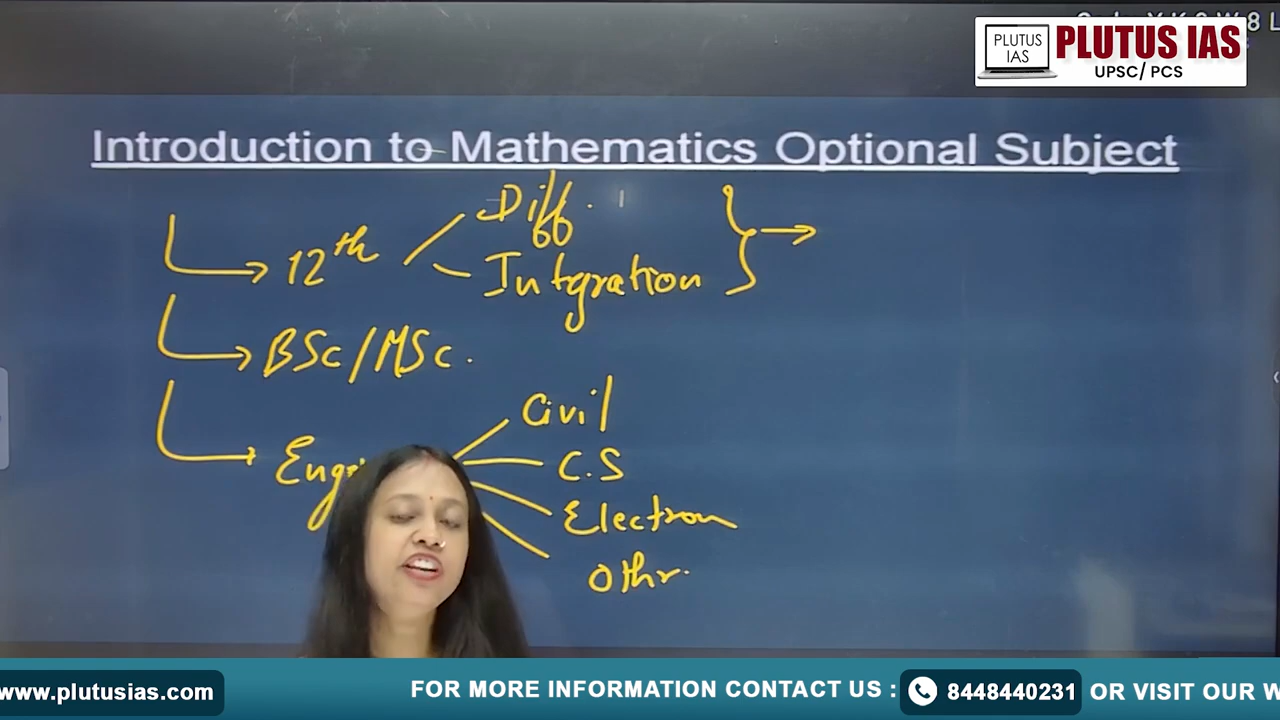 PLUTUS IAS
PLUTUS IAS
UPSC/ PCS
Introduction to Mathematics Optional Subject
12th
Diff.
Intgration
BSc/MSc.
Civil
C.S
Electron
Othr.
www.plutusias.com
FOR MORE INFORMATION CONTACT US : 8448440231 OR VISIT OUR W